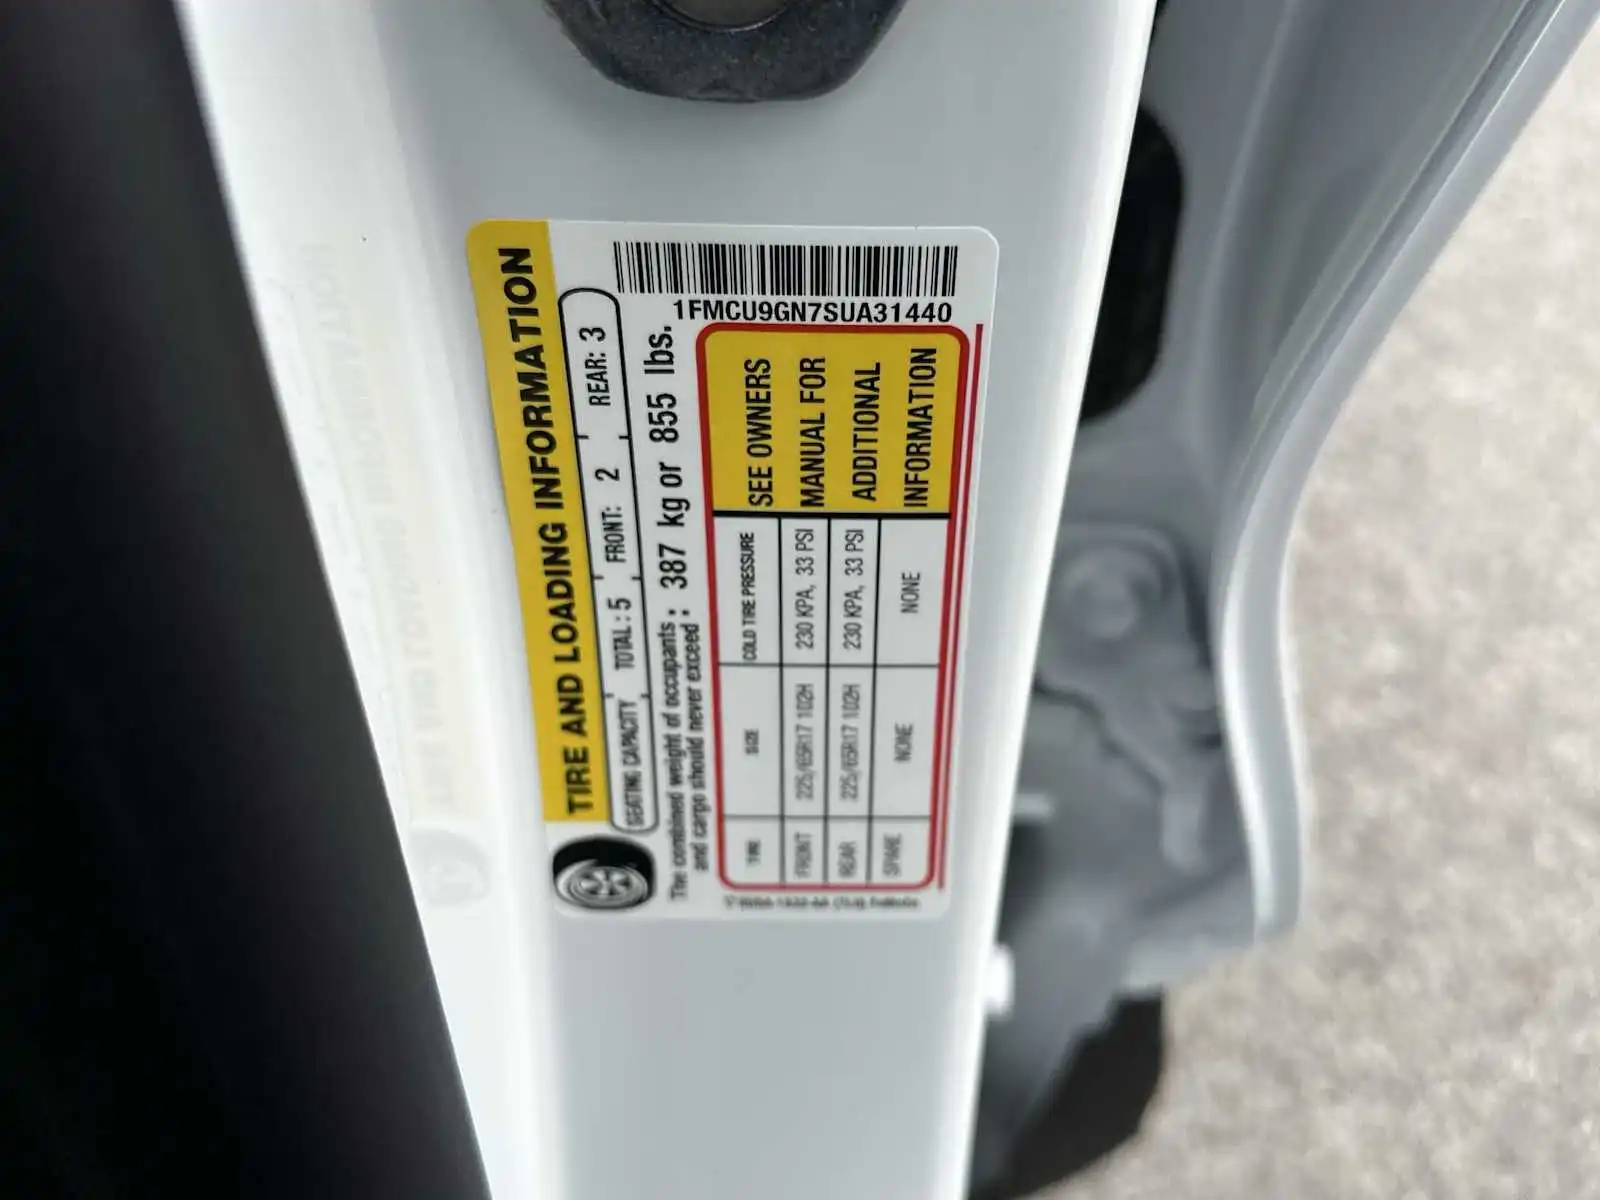 TIRE AND LOADING INFORMATION
SEATING CAPACITY TOTAL: 5 FRONT: 2 REAR: 3
The combined weight of occupants and cargo should never exceed : 387 kg or 855 lbs.
1FMCU9GN7SUA31440
TIRE SIZE COLD TIRE PRESSURE
FRONT 225/65R17 102H 230 KPA, 33 PSI
REAR 225/65R17 102H 230 KPA, 33 PSI
SPARE NONE NONE
SEE OWNERS
MANUAL FOR
ADDITIONAL
INFORMATION